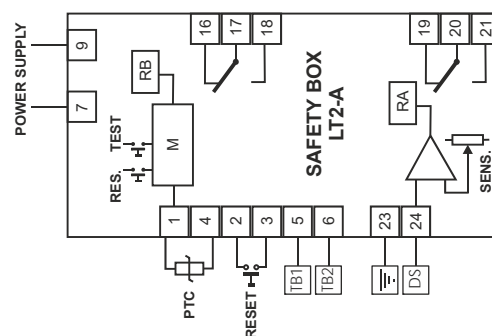 POWER SUPPLY
9
7
16
17
18
19
20
21
RB
RA
TEST
RES.
M
SAFETY BOX
LT2-A
SENS.
1
4
2
3
5
6
23
24
PTC
RESET
TB1
TB2
DS